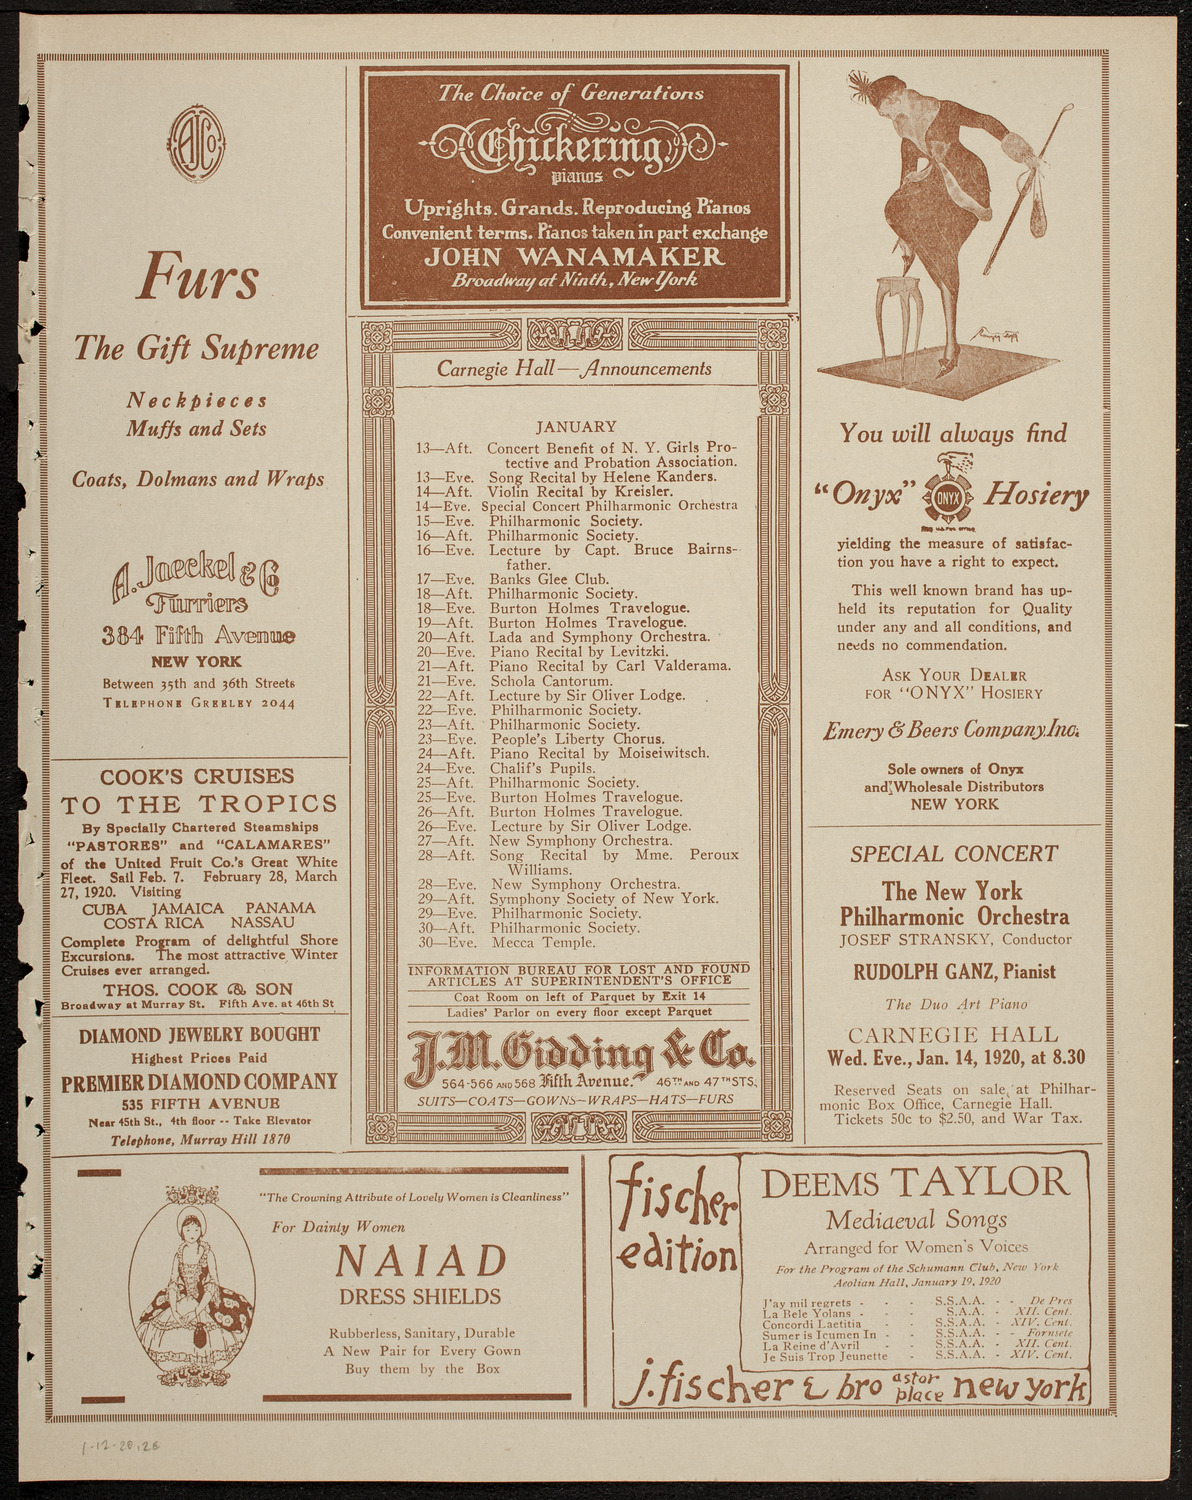 AJCo
Furs
The Gift Supreme
Neckpieces
Muffs and Sets
Coats, Dolmans and Wraps
A. Jaeckel & Co
Furriers
384 Fifth Avenue
NEW YORK
Between 35th and 36th Streets
TELEPHONE GREELEY 2044
COOK'S CRUISES
TO THE TROPICS
By Specially Chartered Steamships
"PASTORES" and "CALAMARES"
of the United Fruit Co.'s Great White
Fleet. Sail Feb. 7. February 28, March
27, 1920. Visiting
CUBA JAMAICA PANAMA
COSTA RICA NASSAU
Complete Program of delightful Shore
Excursions. The most attractive Winter
Cruises ever arranged.
THOS. COOK & SON
Broadway at Murray St. Fifth Ave. at 46th St
DIAMOND JEWELRY BOUGHT
Highest Prices Paid
PREMIER DIAMOND COMPANY
535 FIFTH AVENUE
Near 45th St., 4th floor -- Take Elevator
Telephone, Murray Hill 1870
The Choice of Generations
Chickering
pianos
Uprights. Grands. Reproducing Pianos
Convenient terms. Pianos taken in part exchange
JOHN WANAMAKER
Broadway at Ninth, New York
Carnegie Hall—Announcements
JANUARY
13—Aft. Concert Benefit of N. Y. Girls Pro-
tective and Probation Association.
13—Eve. Song Recital by Helene Kanders.
14—Aft. Violin Recital by Kreisler.
14—Eve. Special Concert Philharmonic Orchestra
15—Eve. Philharmonic Society.
16—Aft. Philharmonic Society.
16—Eve. Lecture by Capt. Bruce Bairns-
father.
17—Eve. Banks Glee Club.
18—Aft. Philharmonic Society.
18—Eve. Burton Holmes Travelogue.
19—Aft. Burton Holmes Travelogue.
20—Aft. Lada and Symphony Orchestra.
20—Eve. Piano Recital by Levitzki.
21—Aft. Piano Recital by Carl Valderama.
21—Eve. Schola Cantorum.
22—Aft. Lecture by Sir Oliver Lodge.
22—Eve. Philharmonic Society.
23—Aft. Philharmonic Society.
23—Eve. People's Liberty Chorus.
24—Aft. Piano Recital by Moiseiwitsch.
24—Eve. Chalif's Pupils.
25—Aft. Philharmonic Society.
25—Eve. Burton Holmes Travelogue.
26—Aft. Burton Holmes Travelogue.
26—Eve. Lecture by Sir Oliver Lodge.
27—Aft. New Symphony Orchestra.
28—Aft. Song Recital by Mme. Peroux
Williams.
28—Eve. New Symphony Orchestra.
29—Aft. Symphony Society of New York.
29—Eve. Philharmonic Society.
30—Aft. Philharmonic Society.
30—Eve. Mecca Temple.
INFORMATION BUREAU FOR LOST AND FOUND
ARTICLES AT SUPERINTENDENT'S OFFICE
Coat Room on left of Parquet by Exit 14
Ladies' Parlor on every floor except Parquet
J.M. Gidding & Co.
564-566 AND 568 Fifth Avenue. 46TH AND 47TH STS.
SUITS—COATS—GOWNS—WRAPS—HATS—FURS
You will always find
"Onyx" ONYX Hosiery
REG. U.S. PAT. OFFICE
yielding the measure of satisfac-
tion you have a right to expect.
This well known brand has up-
held its reputation for Quality
under any and all conditions, and
needs no commendation.
ASK YOUR DEALER
FOR "ONYX" HOSIERY
Emery & Beers Company, Inc.
Sole owners of Onyx
and Wholesale Distributors
NEW YORK
SPECIAL CONCERT
The New York
Philharmonic Orchestra
JOSEF STRANSKY, Conductor
RUDOLPH GANZ, Pianist
The Duo Art Piano
CARNEGIE HALL
Wed. Eve., Jan. 14, 1920, at 8.30
Reserved Seats on sale, at Philhar-
monic Box Office, Carnegie Hall.
Tickets 50c to $2.50, and War Tax.
"The Crowning Attribute of Lovely Women is Cleanliness"
For Dainty Women
NAIAD
DRESS SHIELDS
Rubberless, Sanitary, Durable
A New Pair for Every Gown
Buy them by the Box
fischer
edition
DEEMS TAYLOR
Mediaeval Songs
Arranged for Women's Voices
For the Program of the Schumann Club, New York
Aeolian Hall, January 19, 1920
J'ay mil regrets - - - S.S.A.A. - - De Pres
La Bele Yolans - - - S.A.A. - XII. Cent.
Concordi Laetitia - - S.S.A.A. - XIV. Cent.
Sumer is Icumen In - - S.S.A.A. - - Fornsete
La Reine d'Avril - - S.S.A.A. - XII. Cent.
Je Suis Trop Jeunette - - S.S.A.A. - XIV. Cent.
j. fischer & bro astor place new york
1-12-20, 26